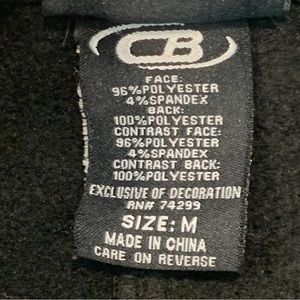 CB
FACE:
96%POLYESTER
4%SPANDEX
BACK:
100%POLYESTER
CONTRAST FACE:
96%POLYESTER
4%SPANDEX
CONTRAST BACK:
100%POLYESTER
EXCLUSIVE OF DECORATION
RN# 74299
SIZE: M
MADE IN CHINA
CARE ON REVERSE